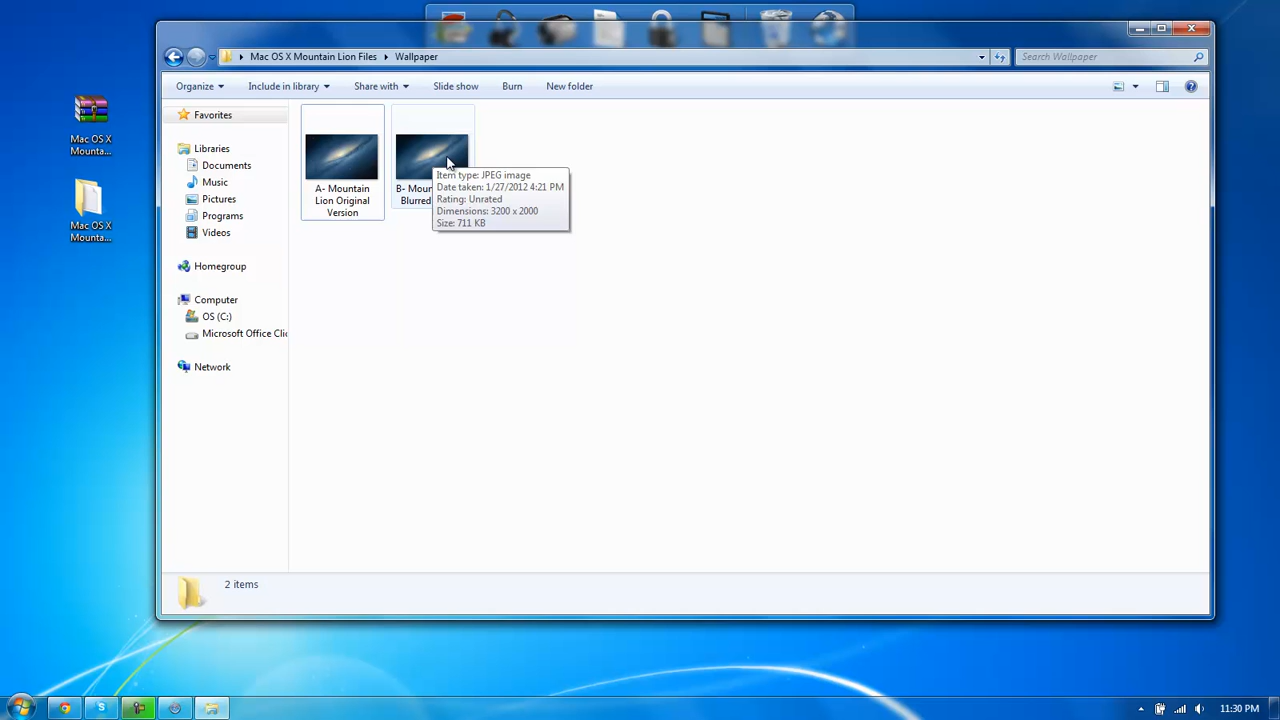 Mac OS X Mountain Lion Files
Wallpaper
Search Wallpaper
Organize
Include in library
Share with
Slide show
Burn
New folder
Mac OS X
Mounta...
Mac OS X
Mounta...
Favorites
Libraries
Documents
Music
Pictures
Programs
Videos
Homegroup
Computer
OS (C:)
Microsoft Office Clic
Network
A- Mountain
Lion Original
Version
B- Moun
Blurred
Item type: JPEG image
Date taken: 1/27/2012 4:21 PM
Rating: Unrated
Dimensions: 3200 x 2000
Size: 711 KB
2 items
11:30 PM